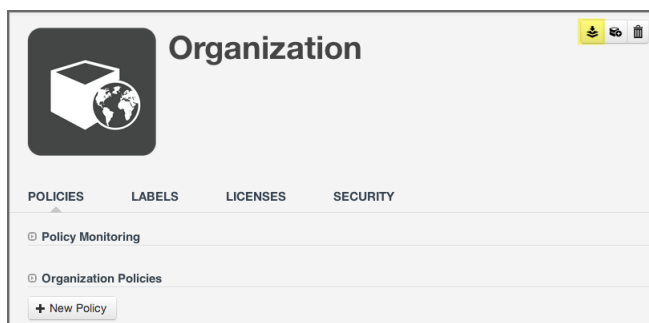 Organization
POLICIES LABELS LICENSES SECURITY
Policy Monitoring
Organization Policies
New Policy